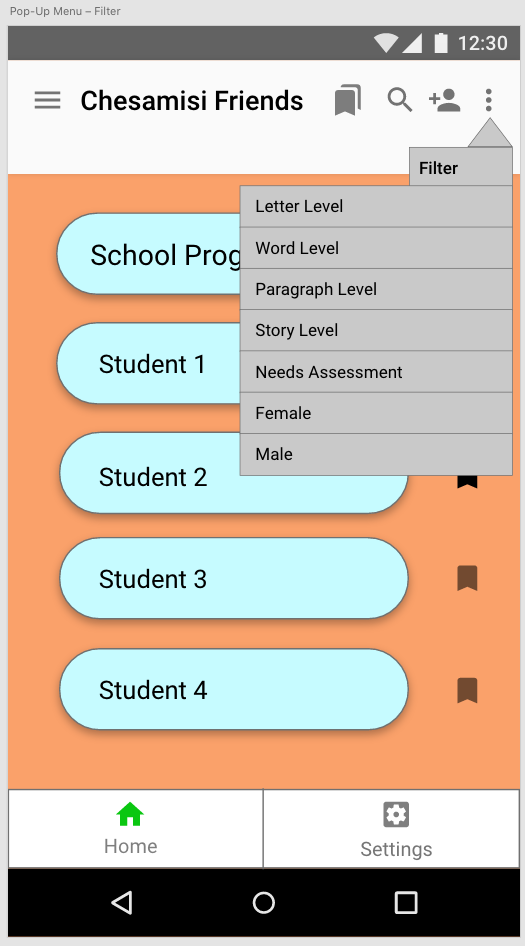 Pop-Up Menu – Filter
12:30
Chesamisi Friends
Filter
Letter Level
Word Level
School Prog
Paragraph Level
Story Level
Student 1
Needs Assessment
Female
Male
Student 2
Student 3
Student 4
Home
Settings